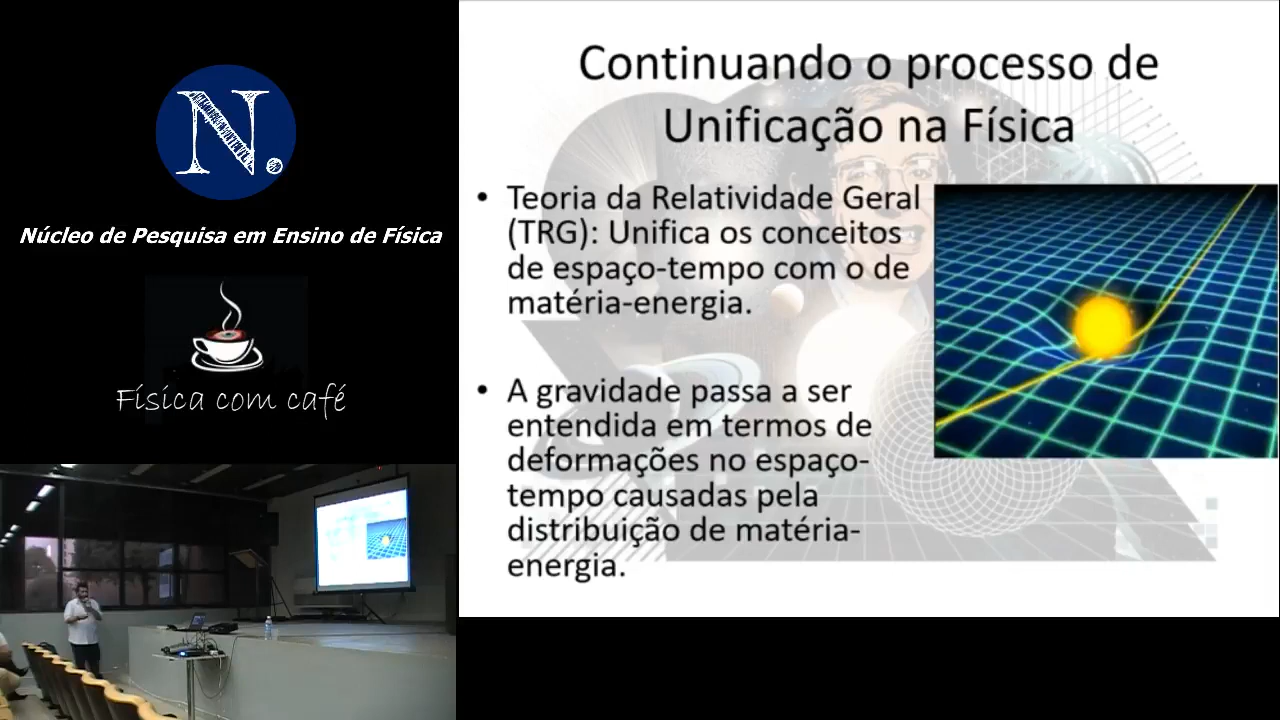 N.
Núcleo de Pesquisa em Ensino de Física
Física com café
Continuando o processo de
Unificação na Física
• Teoria da Relatividade Geral
(TRG): Unifica os conceitos
de espaço-tempo com o de
matéria-energia.
• A gravidade passa a ser
entendida em termos de
deformações no espaço-
tempo causadas pela
distribuição de matéria-
energia.